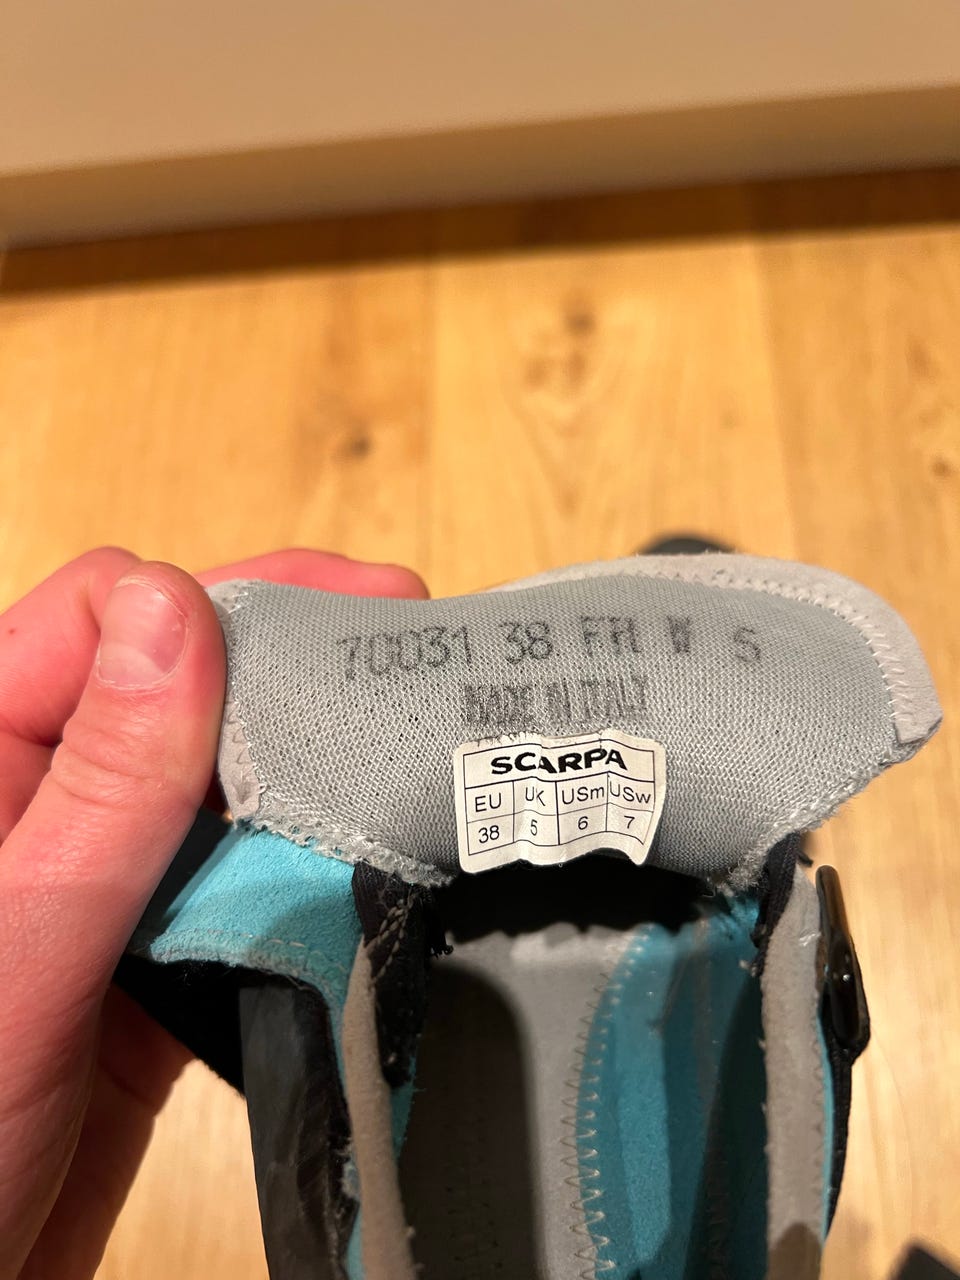 70031 38 FR W S
MADE IN ITALY
SCARPA
EU UK USm USw
38 5 6 7